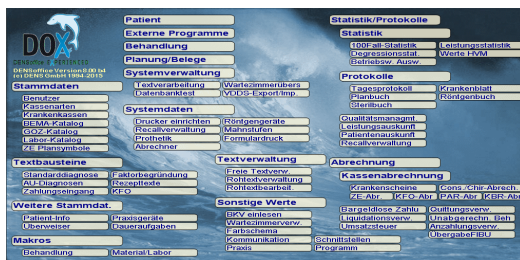 DOX
DENSoffice EXPERIENCED
DENSoffice Version 8.00 b4
(c) DENS GmbH 1994-2015
Patient
Externe Programme
Behandlung
Planung/Belege
Systemverwaltung
Textverarbeitung
Wartezimmerübers
Datenbanktest
VDDS-Export/Imp.
Stammdaten
Benutzer
Kassenarten
Krankenkassen
BEMA-Katalog
GOZ-Katalog
Labor-Katalog
ZE Plansymbole
Systemdaten
Drucker einrichten
Röntgengeräte
Recallverwaltung
Mahnstufen
Prothetik
Formulardruck
Abrechner
Statistik/Protokolle
Statistik
100Fall-Statistik
Leistungsstatistik
Degressionsstat.
Werte HVM
Betriebsw. Ausw.
Protokolle
Tagesprotokoll
Krankenblatt
Planbuch
Röntgenbuch
Sterilbuch
Qualitätsmanagmt.
Leistungsauskunft
Patientenauskunft
Recallverwaltung
Textbausteine
Standarddiagnose
Faktorbegründung
AU-Diagnosen
Rezepttexte
Zahlungseingang
KFO
Textverwaltung
Freie Textverw.
Rohtextverwaltung
Rohtextbearbeit.
Abrechnung
Kassenabrechnung
Krankenscheine
Cons./Chir-Abrech.
ZE-Abr.
KFO-Abr
PAR-Abr
KBR-Abr
Bargeldlose Zahlu
Quittungsverw.
Liquidationsverw.
Unabgerechn. Beh
Umsatzsteuer
Anzahlungsverw.
ÜbergabeFIBU
Weitere Stammdat.
Patient-Info
Praxisgeräte
Überweiser
Daueraufgaben
Sonstige Werte
BKV einlesen
Wartezimmerverw.
Farbschema
Kommunikation
Schnittstellen
Praxis
Programm
Makros
Behandlung
Material/Labor